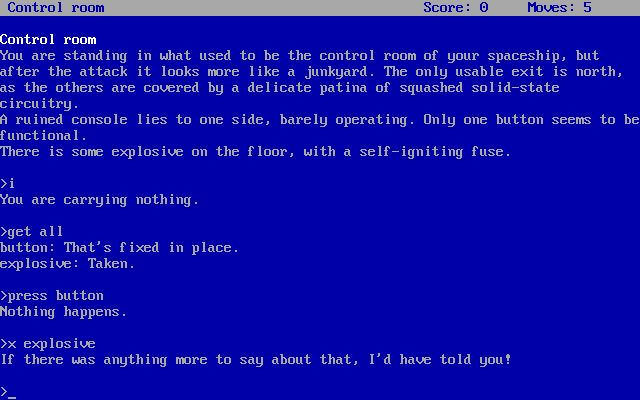 Control room Score: 0 Moves: 5
Control room
You are standing in what used to be the control room of your spaceship, but
after the attack it looks more like a junkyard. The only usable exit is north,
as the others are covered by a delicate patina of squashed solid-state
circuitry.
A ruined console lies to one side, barely operating. Only one button seems to be
functional.
There is some explosive on the floor, with a self-igniting fuse.
>i
You are carrying nothing.
>get all
button: That's fixed in place.
explosive: Taken.
>press button
Nothing happens.
>x explosive
If there was anything more to say about that, I'd have told you!
>_